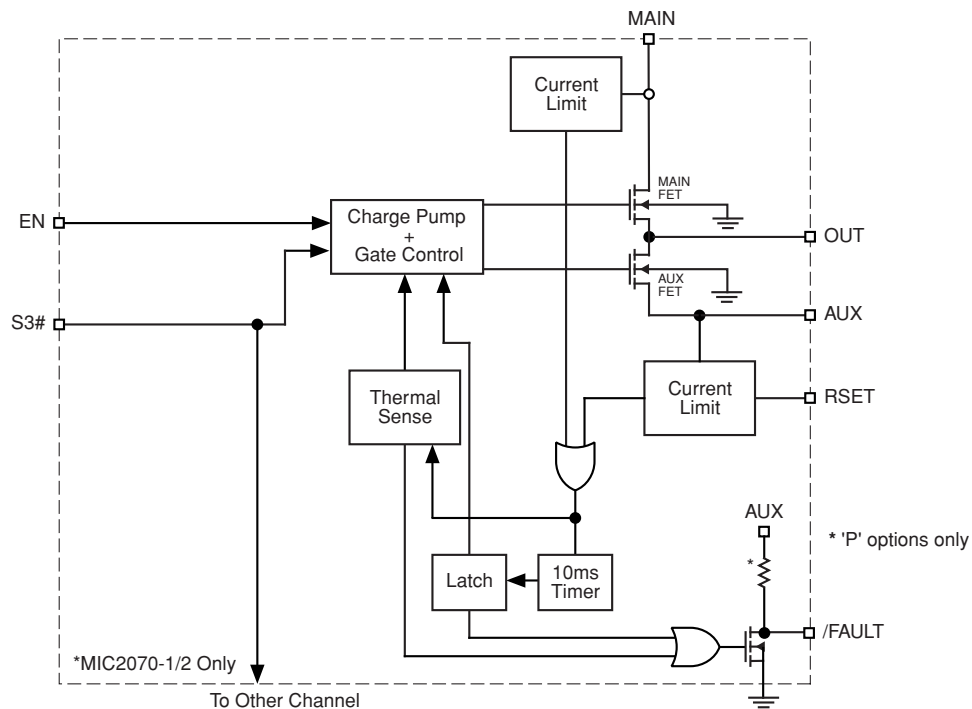 MAIN
Current
Limit
MAIN
FET
EN
Charge Pump
+
Gate Control
OUT
AUX
FET
S3#
AUX
Thermal
Sense
Current
Limit
RSET
AUX
* 'P' options only
*
Latch
10ms
Timer
/FAULT
*MIC2070-1/2 Only
To Other Channel